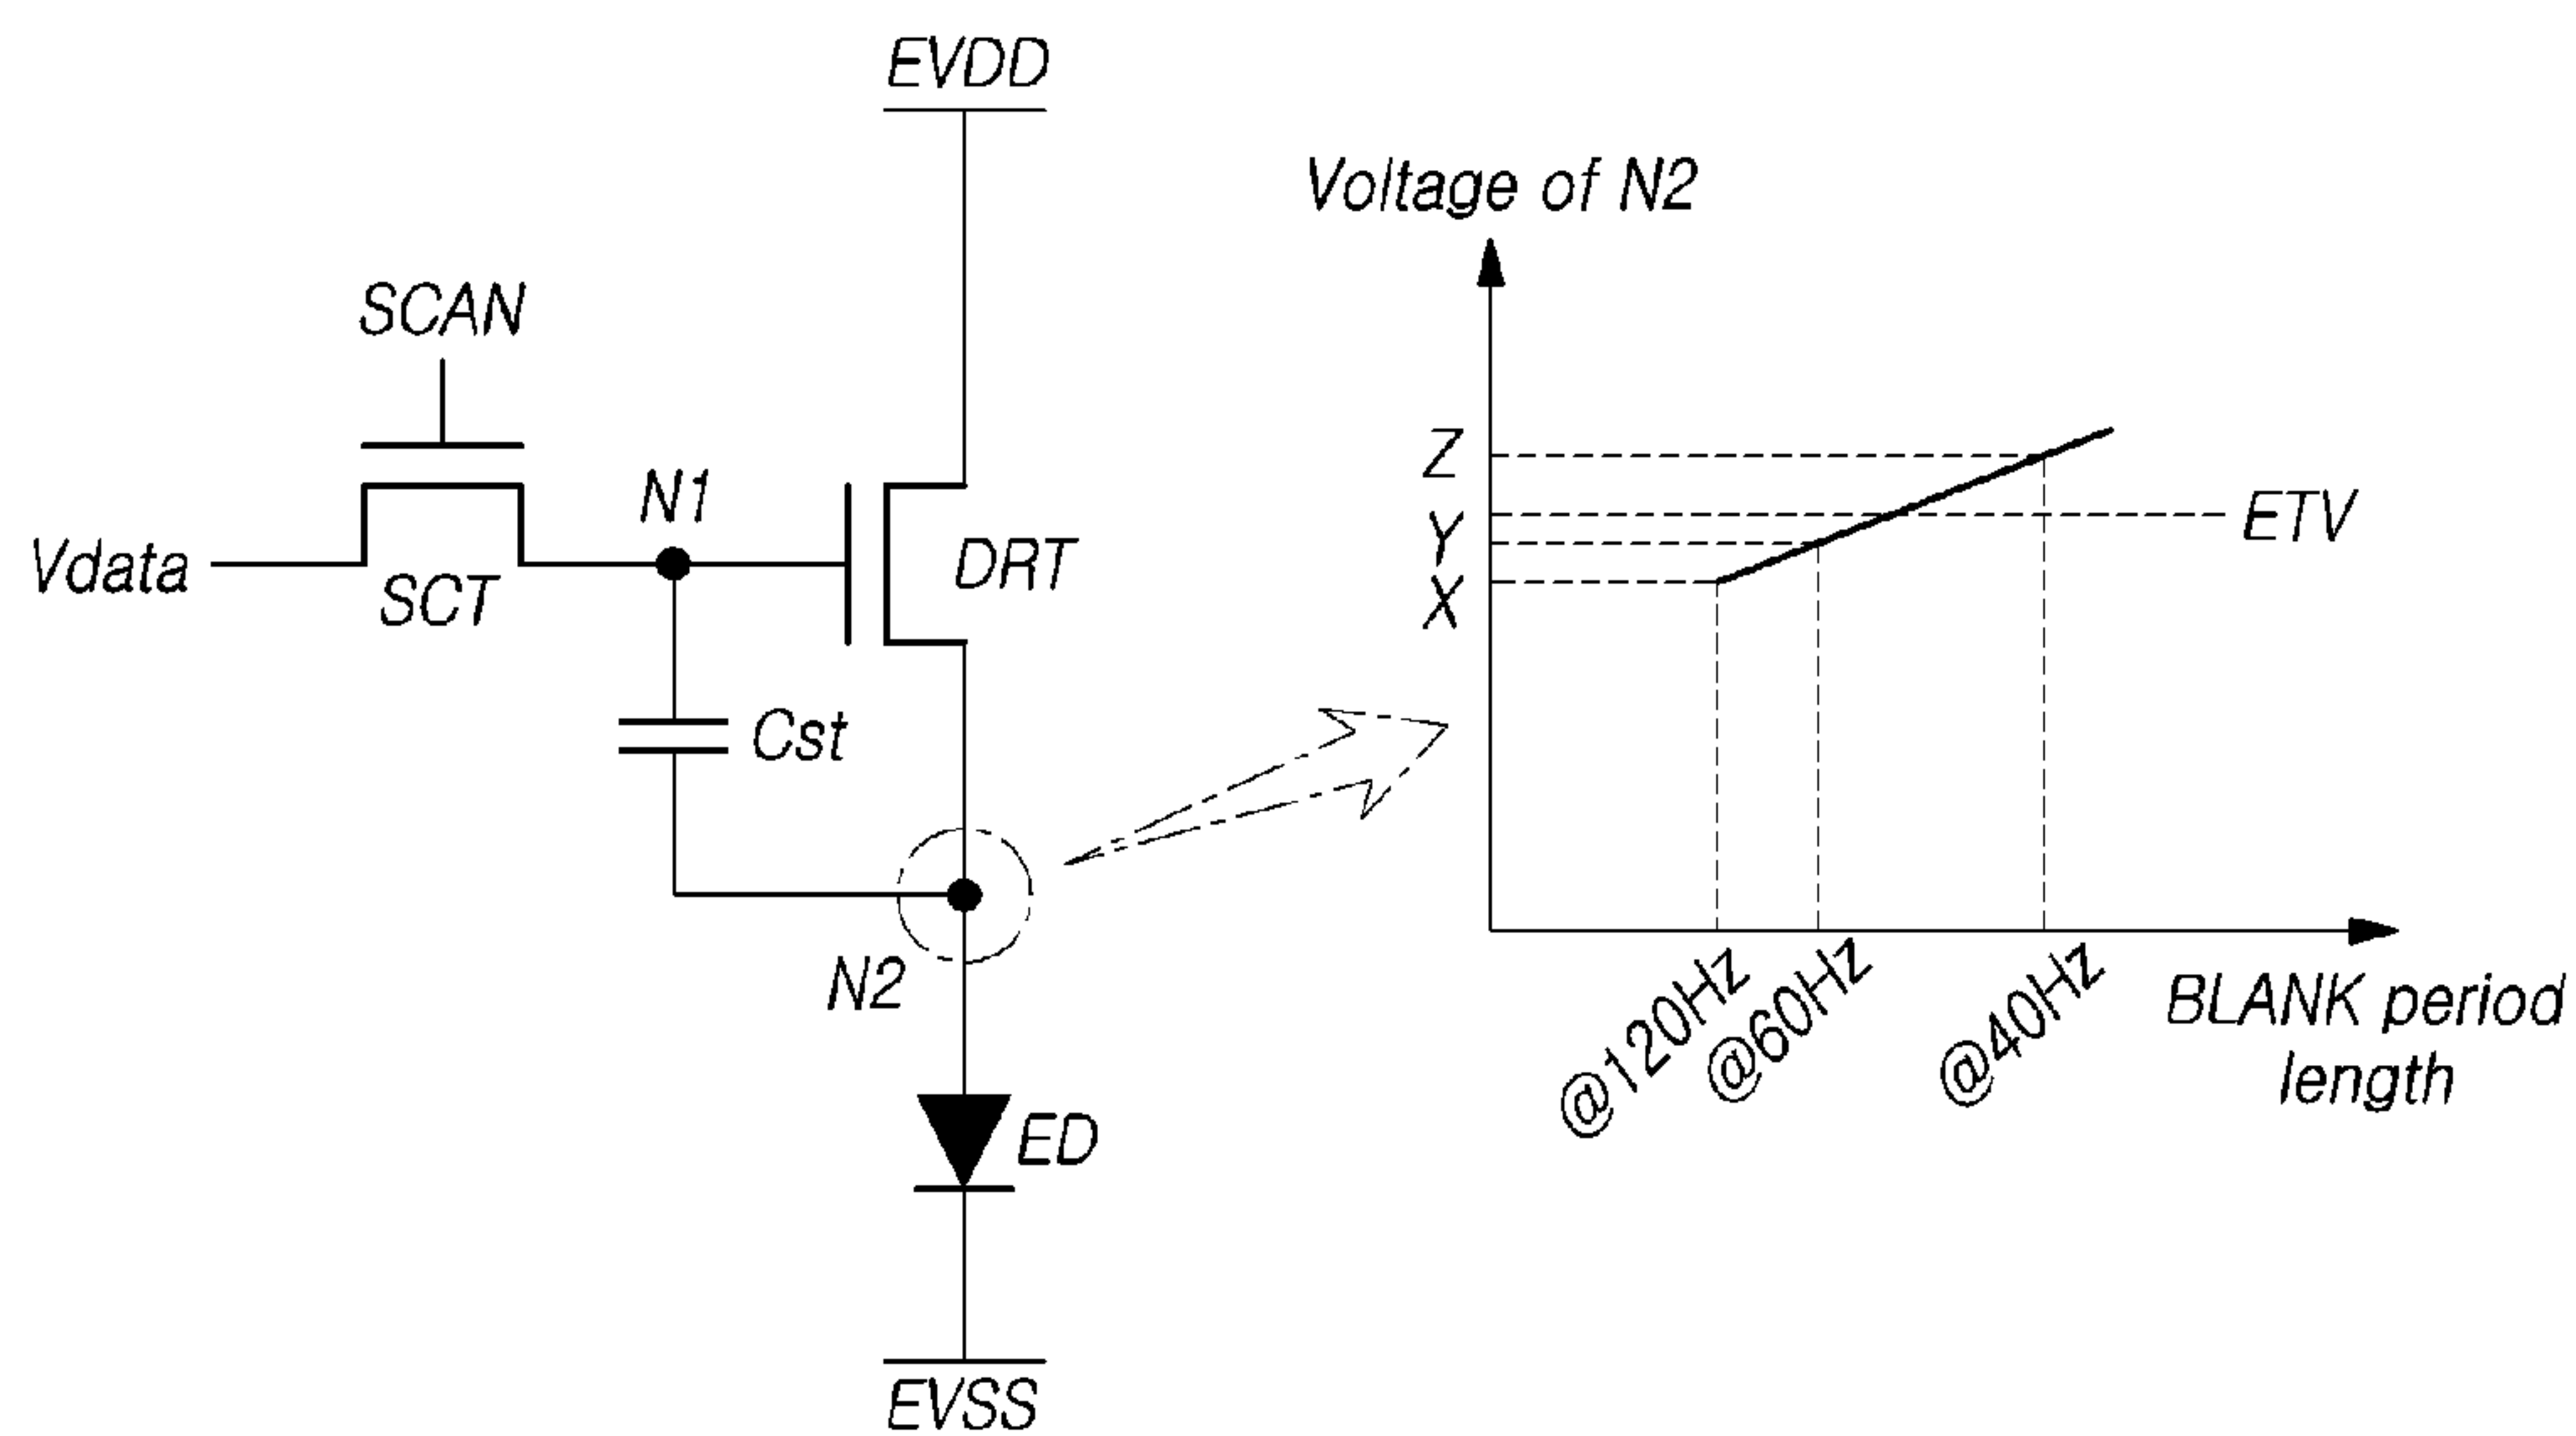 EVDD
Voltage of N2
SCAN
N1
Vdata
SCT
DRT
Z
Y
X
ETV
Cst
N2
@120Hz
@60Hz
@40Hz
BLANK period
length
ED
EVSS